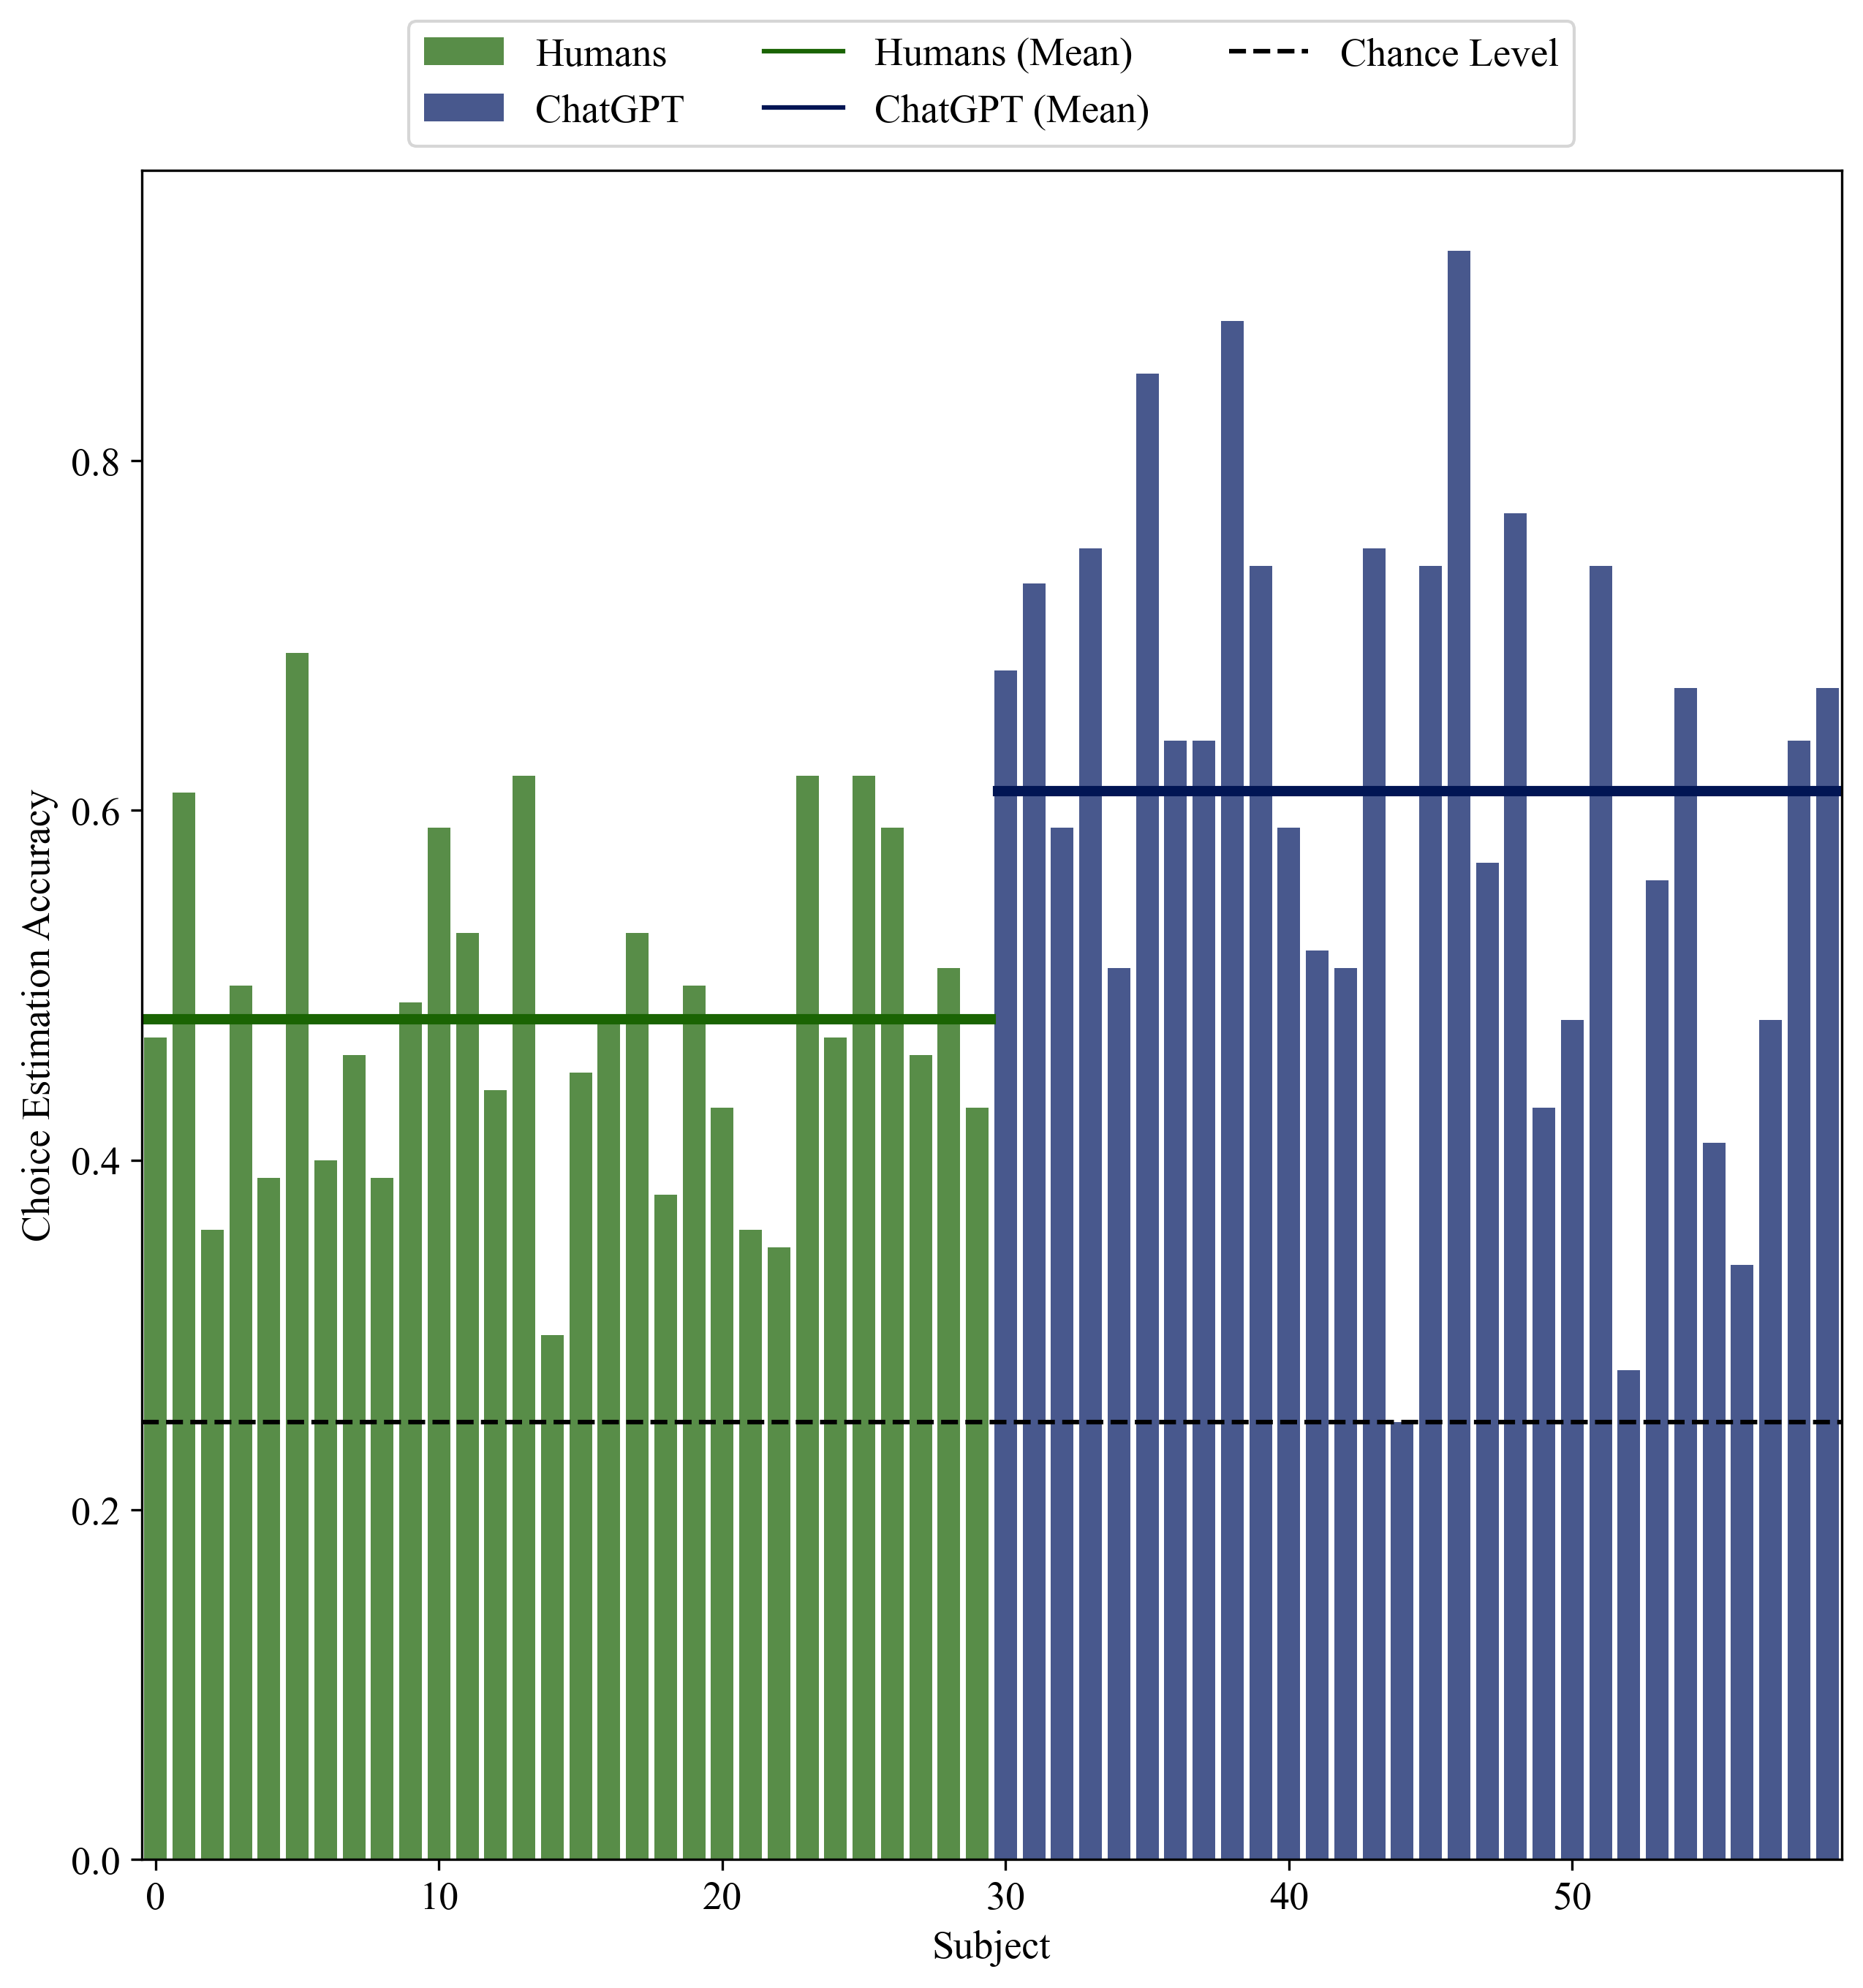 Humans
Humans (Mean)
Chance Level
ChatGPT
ChatGPT (Mean)
Choice Estimation Accuracy
0.8
0.6
0.4
0.2
0.0
0 10 20 30 40 50
Subject